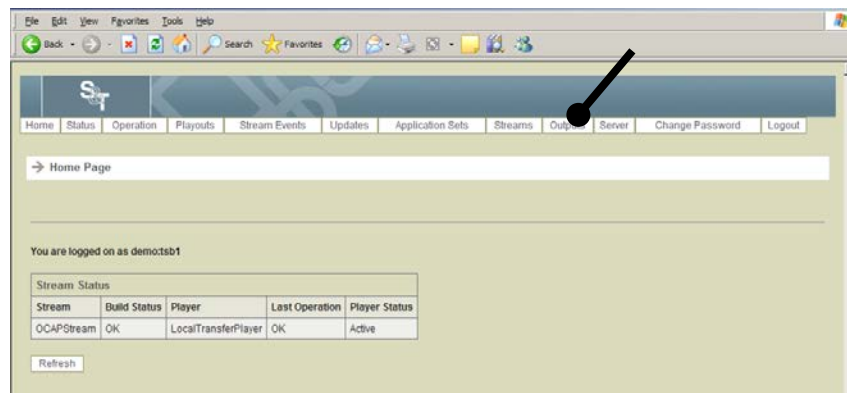 File Edit View Favorites Tools Help
Back Search Favorites
S&T
Home Status Operation Playouts Stream Events Updates Application Sets Streams Server Change Password Logout
→ Home Page
You are logged on as demo:tsb1
Stream Status
Stream Build Status Player Last Operation Player Status
OCAPStream OK LocalTransferPlayer OK Active
Refresh